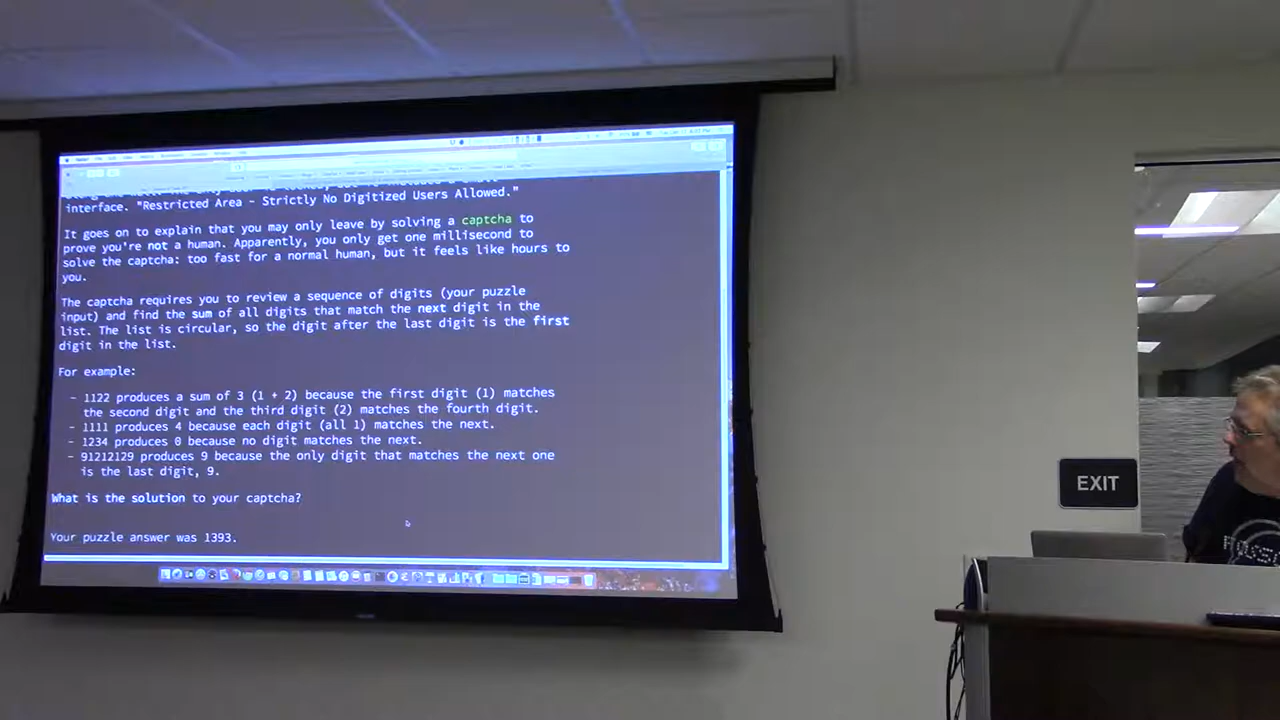 interface. "Restricted Area - Strictly No Digitized Users Allowed."
It goes on to explain that you may only leave by solving a captcha to
prove you're not a human. Apparently, you only get one millisecond to
solve the captcha: too fast for a normal human, but it feels like hours to
you.
The captcha requires you to review a sequence of digits (your puzzle
input) and find the sum of all digits that match the next digit in the
list. The list is circular, so the digit after the last digit is the first
digit in the list.
For example:
- 1122 produces a sum of 3 (1 + 2) because the first digit (1) matches
the second digit and the third digit (2) matches the fourth digit.
- 1111 produces 4 because each digit (all 1) matches the next.
- 1234 produces 0 because no digit matches the next.
- 91212129 produces 9 because the only digit that matches the next one
is the last digit, 9.
What is the solution to your captcha?
Your puzzle answer was 1393.
EXIT